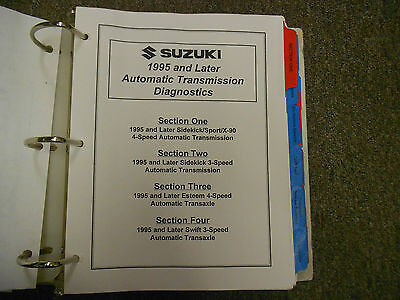 SUZUKI
1995 and Later
Automatic Transmission
Diagnostics
Section One
1995 and Later Sidekick/Sport/X-90
4-Speed Automatic Transmission
Section Two
1995 and Later Sidekick 3-Speed
Automatic Transmission
Section Three
1995 and Later Esteem 4-Speed
Automatic Transaxle
Section Four
1995 and Later Swift 3-Speed
Automatic Transaxle
SECTION ONE